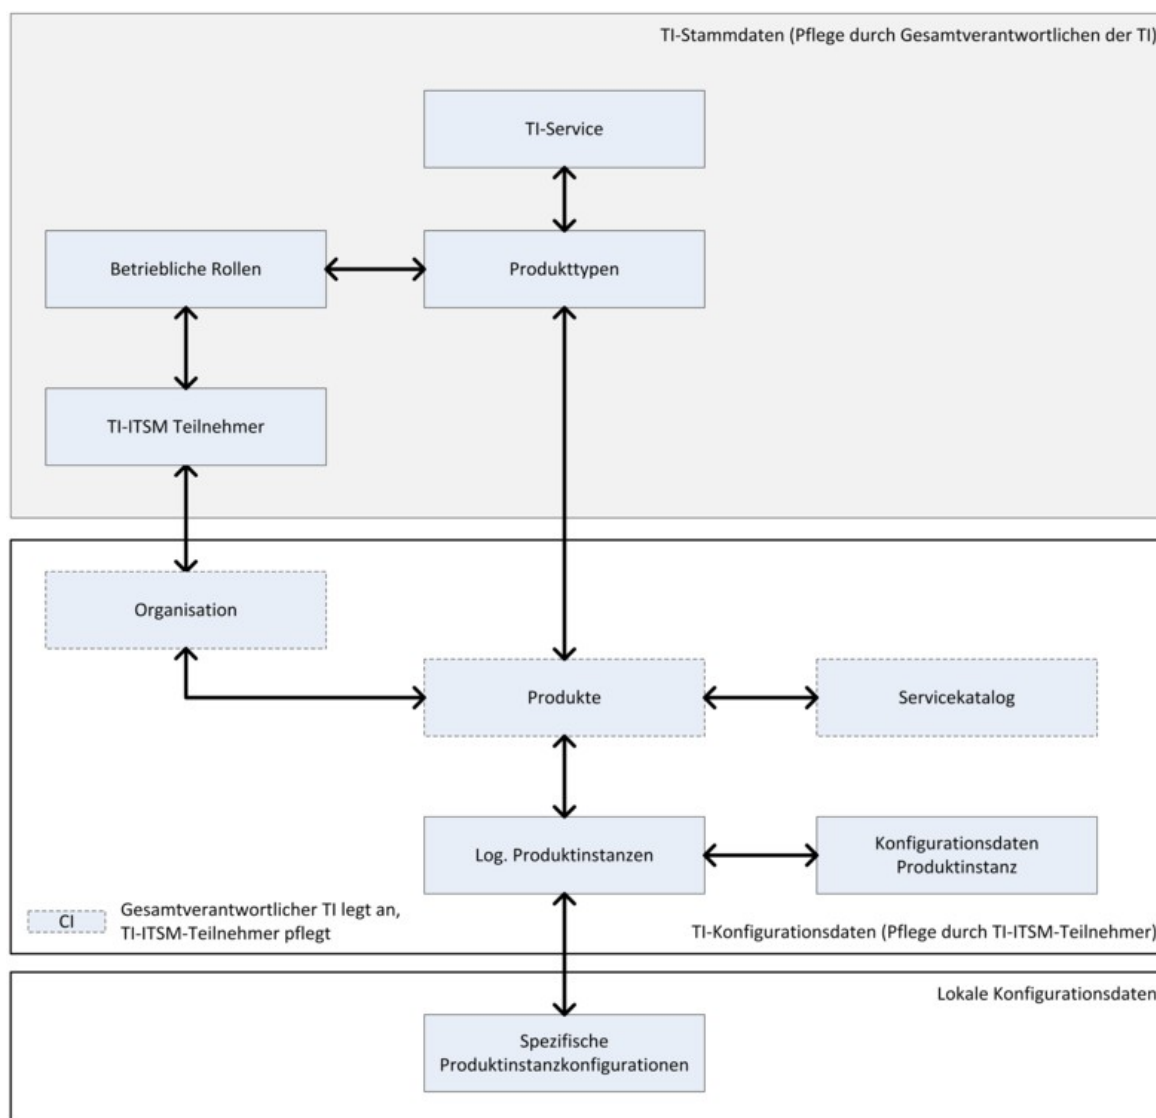 TI-Stammdaten (Pflege durch Gesamtverantwortlichen der TI)
TI-Service
Betriebliche Rollen
Produkttypen
TI-ITSM Teilnehmer
Organisation
Produkte
Servicekatalog
Log. Produktinstanzen
Konfigurationsdaten
Produktinstanz
CI
Gesamtverantwortlicher TI legt an,
TI-ITSM-Teilnehmer pflegt
TI-Konfigurationsdaten (Pflege durch TI-ITSM-Teilnehmer)
Lokale Konfigurationsdaten
Spezifische
Produktinstanzkonfigurationen